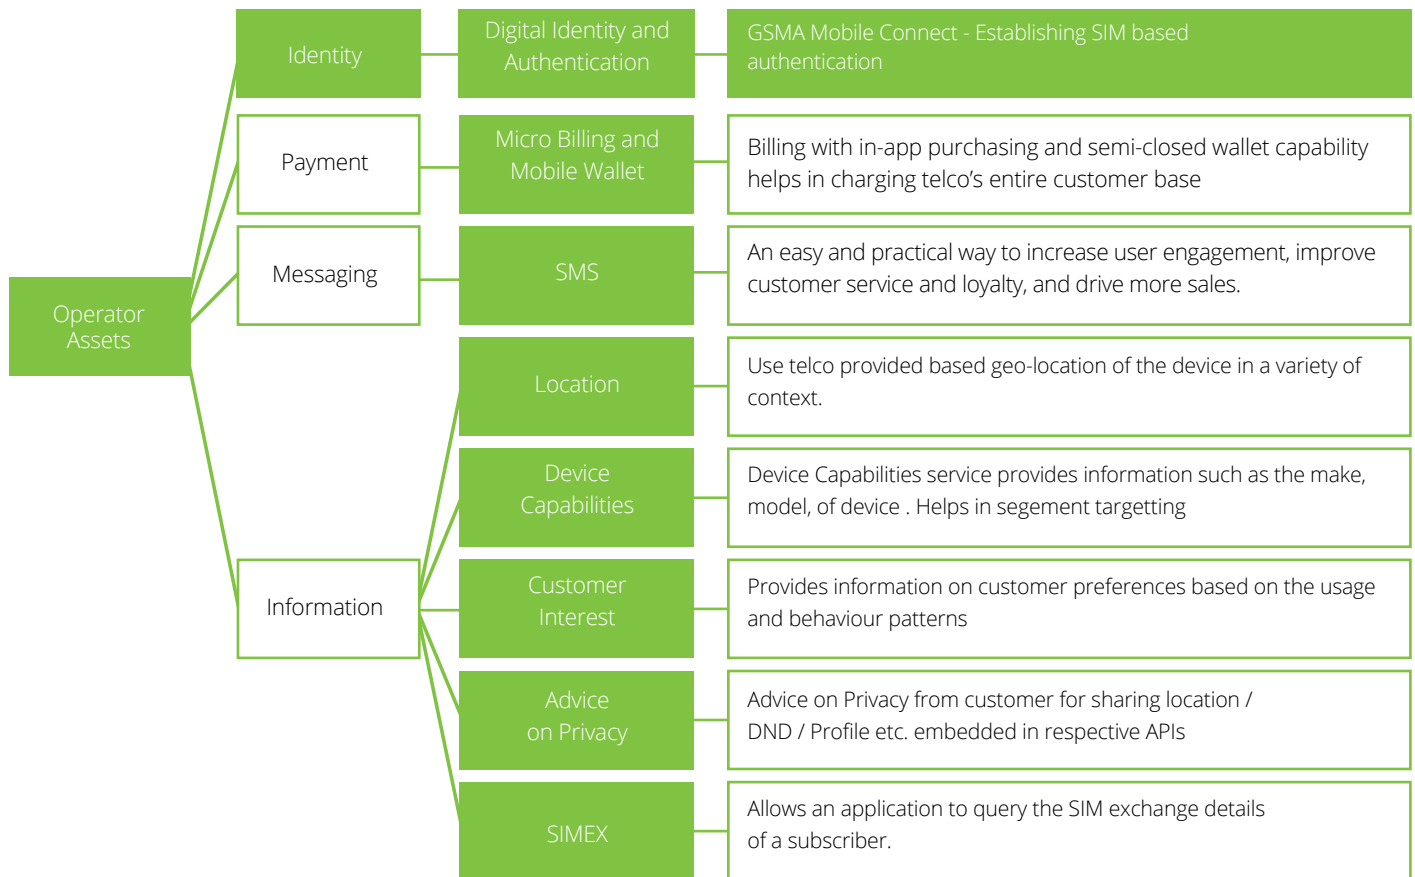 Identity
Digital Identity and
Authentication
GSMA Mobile Connect - Establishing SIM based
authentication
Payment
Micro Billing and
Mobile Wallet
Billing with in-app purchasing and semi-closed wallet capability
helps in charging telco’s entire customer base
Messaging
SMS
An easy and practical way to increase user engagement, improve
customer service and loyalty, and drive more sales.
Operator
Assets
Location
Use telco provided based geo-location of the device in a variety of
context.
Device
Capabilities
Device Capabilities service provides information such as the make,
model, of device . Helps in segement targetting
Information
Customer
Interest
Provides information on customer preferences based on the usage
and behaviour patterns
Advice
on Privacy
Advice on Privacy from customer for sharing location /
DND / Profile etc. embedded in respective APIs
SIMEX
Allows an application to query the SIM exchange details
of a subscriber.